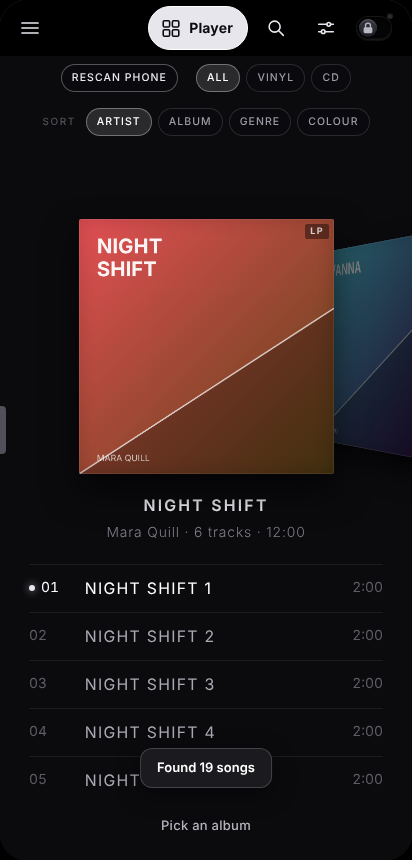 Player
RESCAN PHONE ALL VINYL CD
SORT ARTIST ALBUM GENRE COLOUR
LP
NIGHT
SHIFT
MARA QUILL
NIGHT SHIFT
Mara Quill · 6 tracks · 12:00
01 NIGHT SHIFT 1 2:00
02 NIGHT SHIFT 2 2:00
03 NIGHT SHIFT 3 2:00
04 NIGHT SHIFT 4 2:00
05 NIGHT 2:00
Found 19 songs
Pick an album